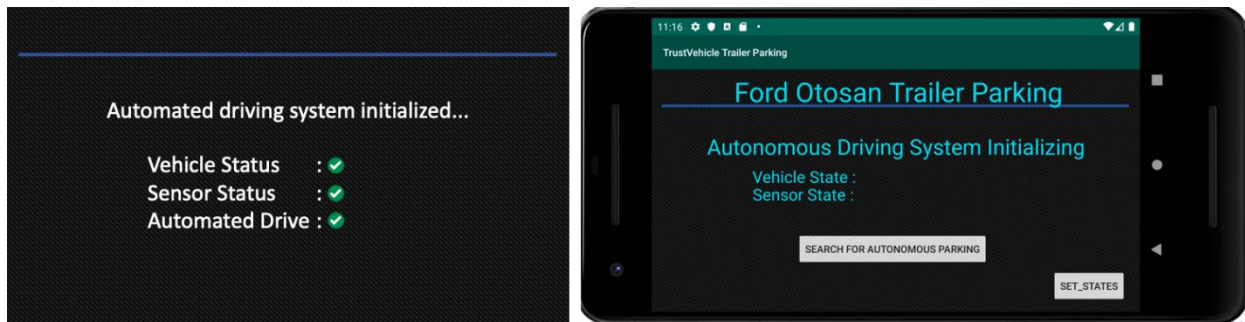 Automated driving system initialized...
Vehicle Status :
Sensor Status :
Automated Drive :
11:16
TrustVehicle Trailer Parking
Ford Otosan Trailer Parking
Autonomous Driving System Initializing
Vehicle State :
Sensor State :
SEARCH FOR AUTONOMOUS PARKING
SET_STATES